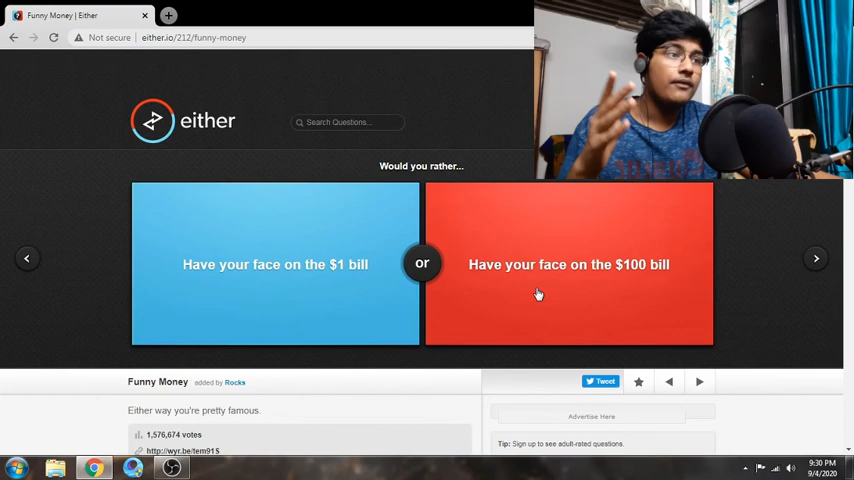 Funny Money | Either
Not secure | either.io/212/funny-money
either
Search Questions...
Would you rather...
Have your face on the $1 bill
or
Have your face on the $100 bill
Funny Money added by Rocks
Tweet
Either way you're pretty famous.
Advertise Here
1,576,674 votes
Tip: Sign up to see adult-rated questions.
http://wyr.be/tem91S
9:30 PM
9/4/2020